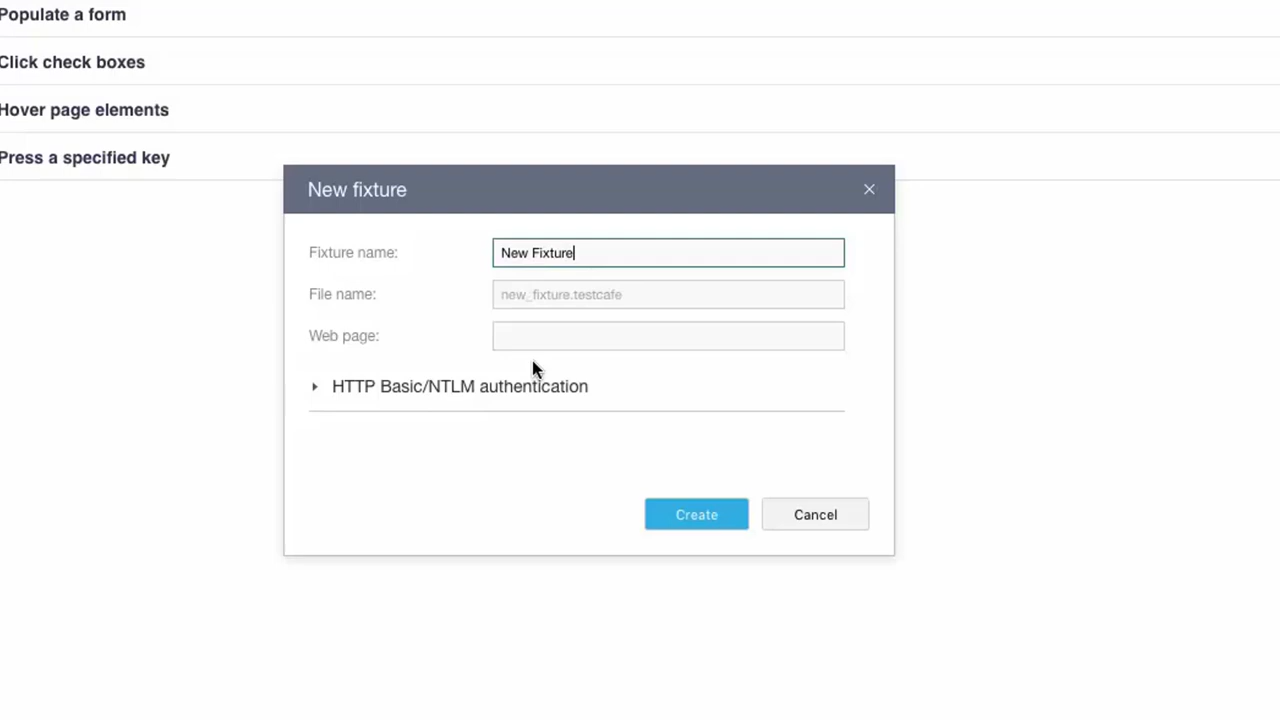 Populate a form
Click check boxes
Hover page elements
Press a specified key
New fixture
Fixture name: New Fixture
File name: new_fixture.testcafe
Web page:
HTTP Basic/NTLM authentication
Create Cancel